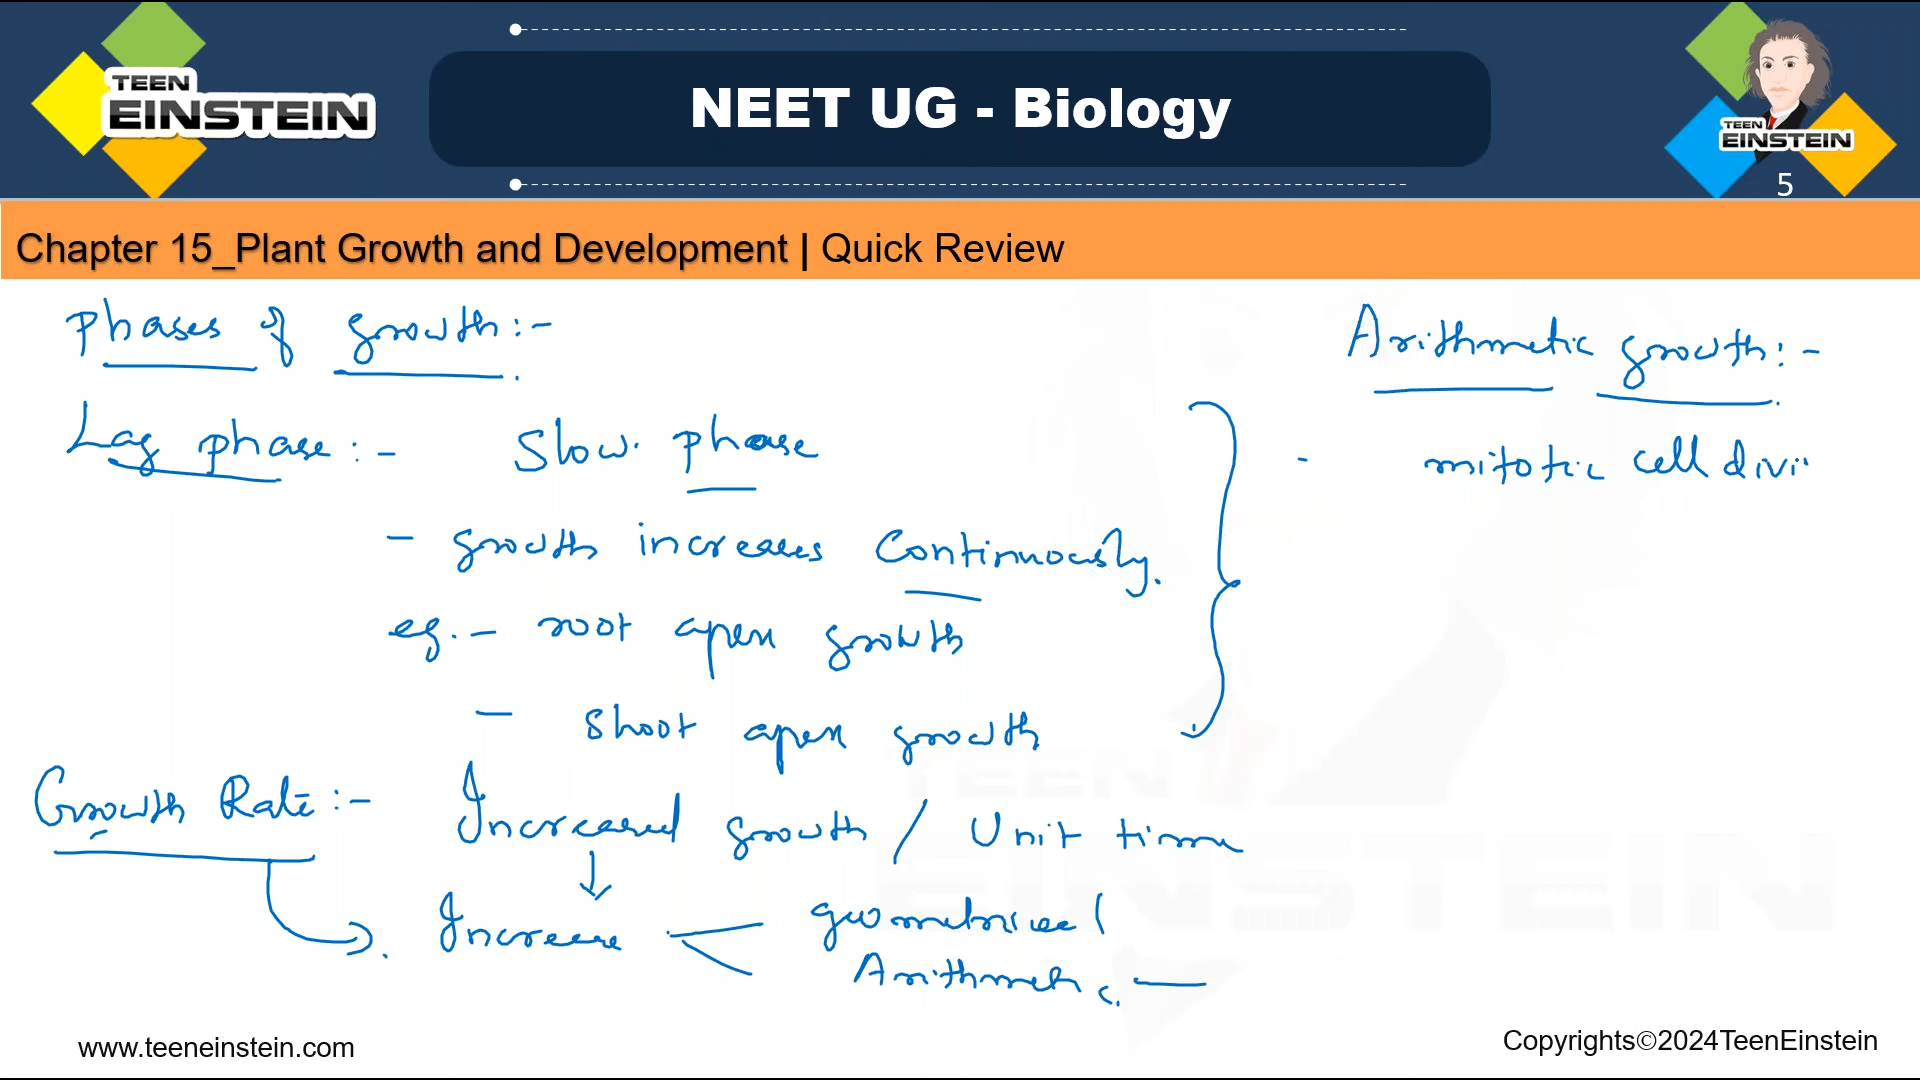 TEEN
EINSTEIN
NEET UG - Biology
TEEN
EINSTEIN
5
Chapter 15_Plant Growth and Development | Quick Review
Phases of growth:-
Lag phase:- Slow phase
- growth increases Continuously.
eg.- root apex growth
- Shoot apex growth
Growth Rate:- Increased growth / Unit time
Increase geometrical
Arithmetic
Arithmetic growth:-
- mitotic cell divi
TEEN
EINSTEIN
www.teeneinstein.com
Copyrights©2024TeenEinstein